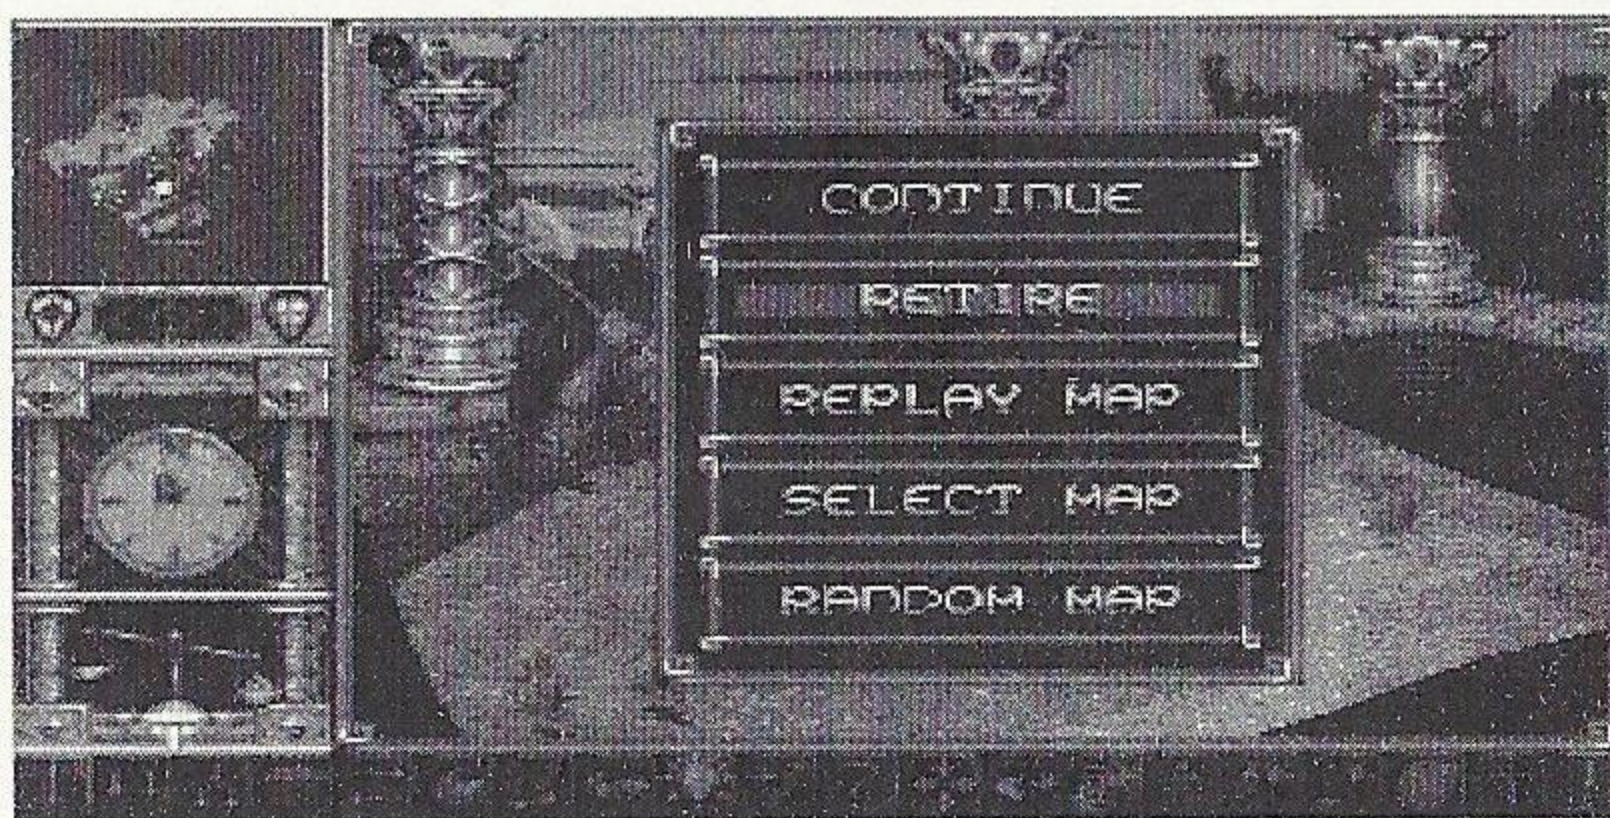 CONTINUE
RETIRE
REPLAY MAP
SELECT MAP
RANDOM MAP